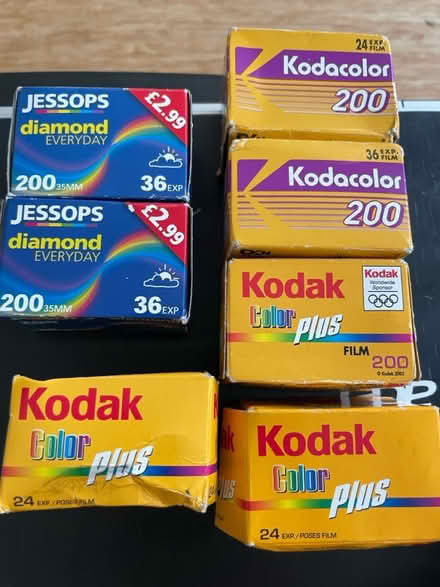 JESSOPS
£2.99
diamond
EVERYDAY
200 35MM
36 EXP
JESSOPS
£2.99
diamond
EVERYDAY
200 35MM
36 EXP
24 EXP. FILM
Kodacolor
200
36 EXP. FILM
Kodacolor
200
Kodak
Kodak
Worldwide
Sponsor
Color
Plus
FILM
200
© Kodak 2002
Kodak
Color
Plus
24 EXP./POSES FILM
Kodak
Color
Plus
24 EXP./POSES FILM